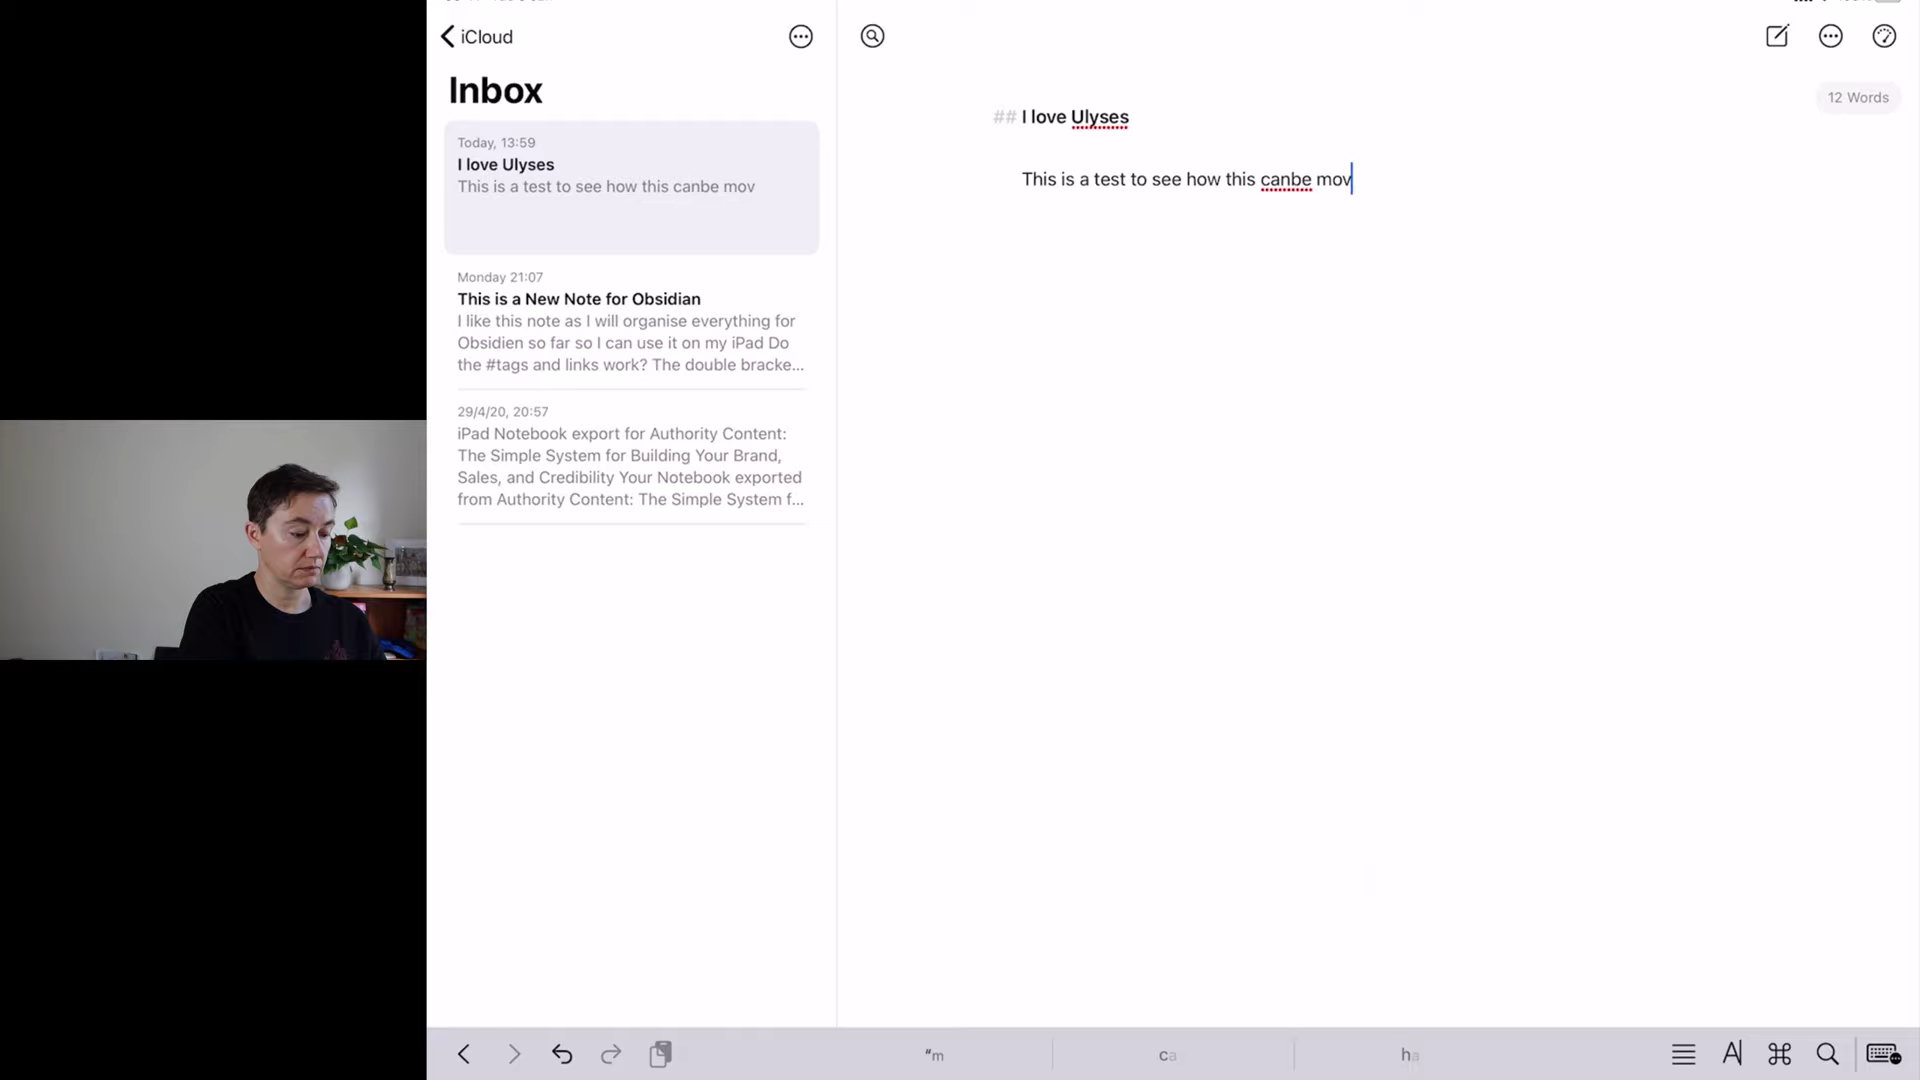 iCloud
Inbox
Today, 13:59
I love Ulyses
This is a test to see how this canbe mov
Monday 21:07
This is a New Note for Obsidian
I like this note as I will organise everything for
Obsidien so far so I can use it on my iPad Do
the #tags and links work? The double bracke...
29/4/20, 20:57
iPad Notebook export for Authority Content:
The Simple System for Building Your Brand,
Sales, and Credibility Your Notebook exported
from Authority Content: The Simple System f...
12 Words
## I love Ulyses
This is a test to see how this canbe mov
“m
ca
ha